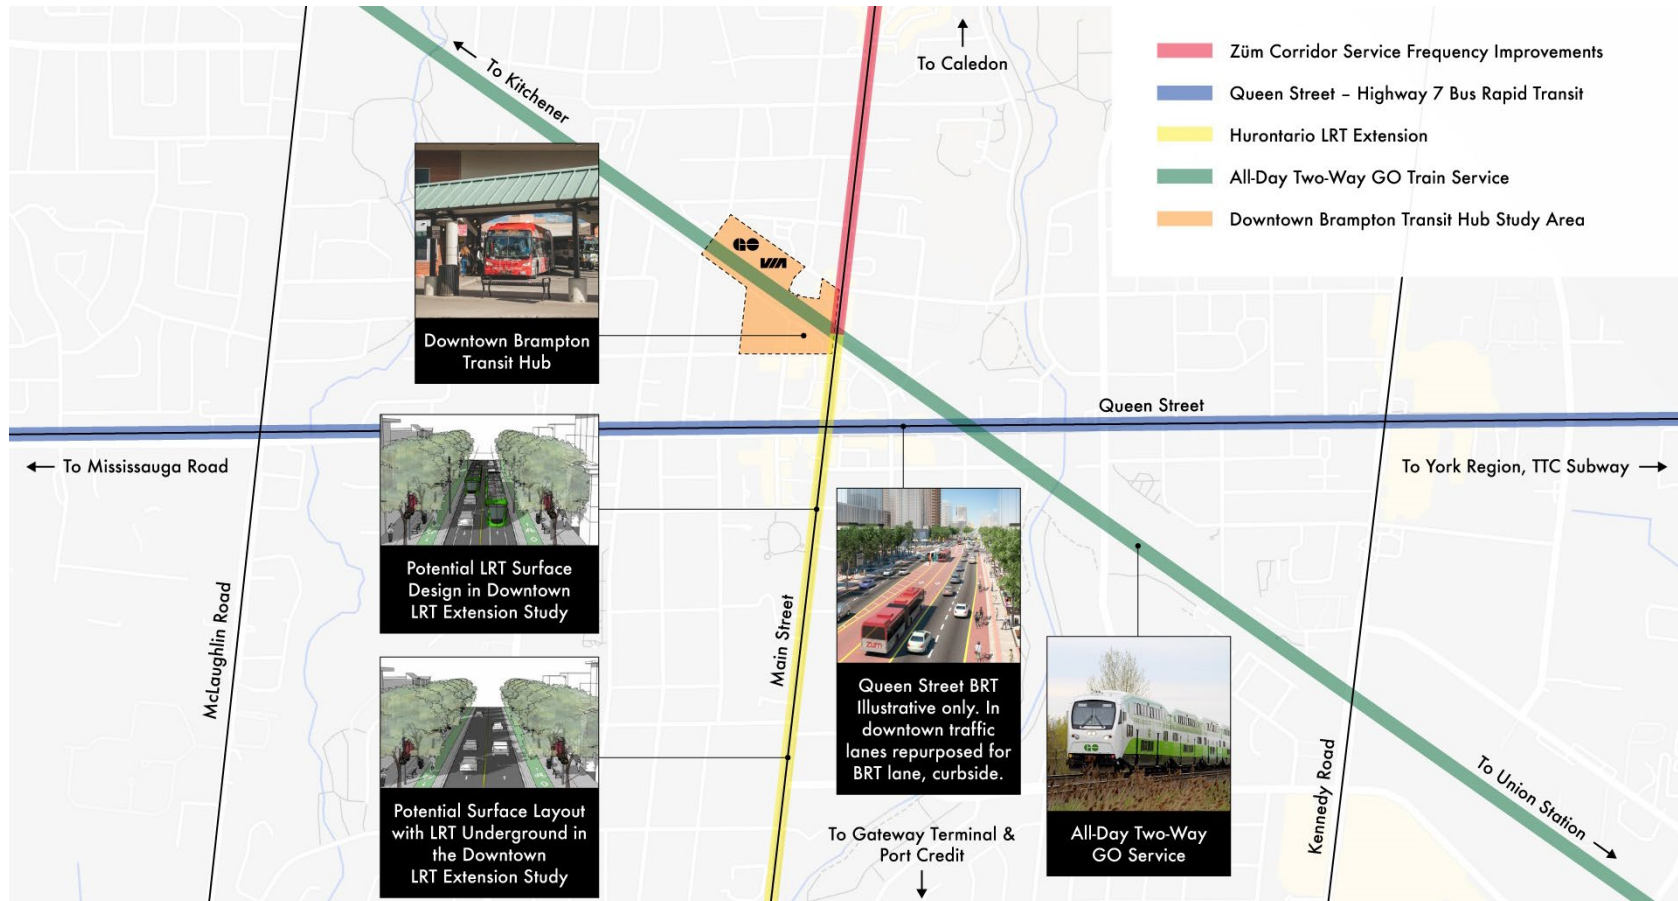 To Kitchener
To Caledon
Züm Corridor Service Frequency Improvements
Queen Street – Highway 7 Bus Rapid Transit
Hurontario LRT Extension
All-Day Two-Way GO Train Service
Downtown Brampton Transit Hub Study Area
GO
VIA
Downtown Brampton
Transit Hub
Queen Street
To Mississauga Road
To York Region, TTC Subway
Potential LRT Surface
Design in Downtown
LRT Extension Study
McLaughlin Road
Main Street
züm
Queen Street BRT
Illustrative only. In
downtown traffic
lanes repurposed for
BRT lane, curbside.
GO
All-Day Two-Way
GO Service
Kennedy Road
To Union Station
Potential Surface Layout
with LRT Underground in
the Downtown
LRT Extension Study
To Gateway Terminal &
Port Credit